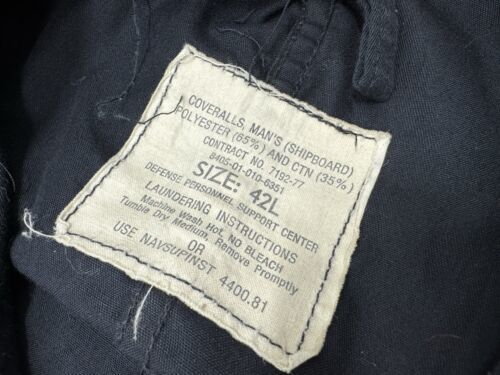 COVERALLS, MAN'S (SHIPBOARD)
POLYESTER (65%) AND CTN (35%)
CONTRACT NO. 7192-77
8405-01-010-6351
SIZE: 42L
DEFENSE PERSONNEL SUPPORT CENTER
LAUNDERING INSTRUCTIONS
Machine Wash Hot, NO BLEACH
Tumble Dry Medium, Remove Promptly
OR
USE NAVSUPINST 4400.81